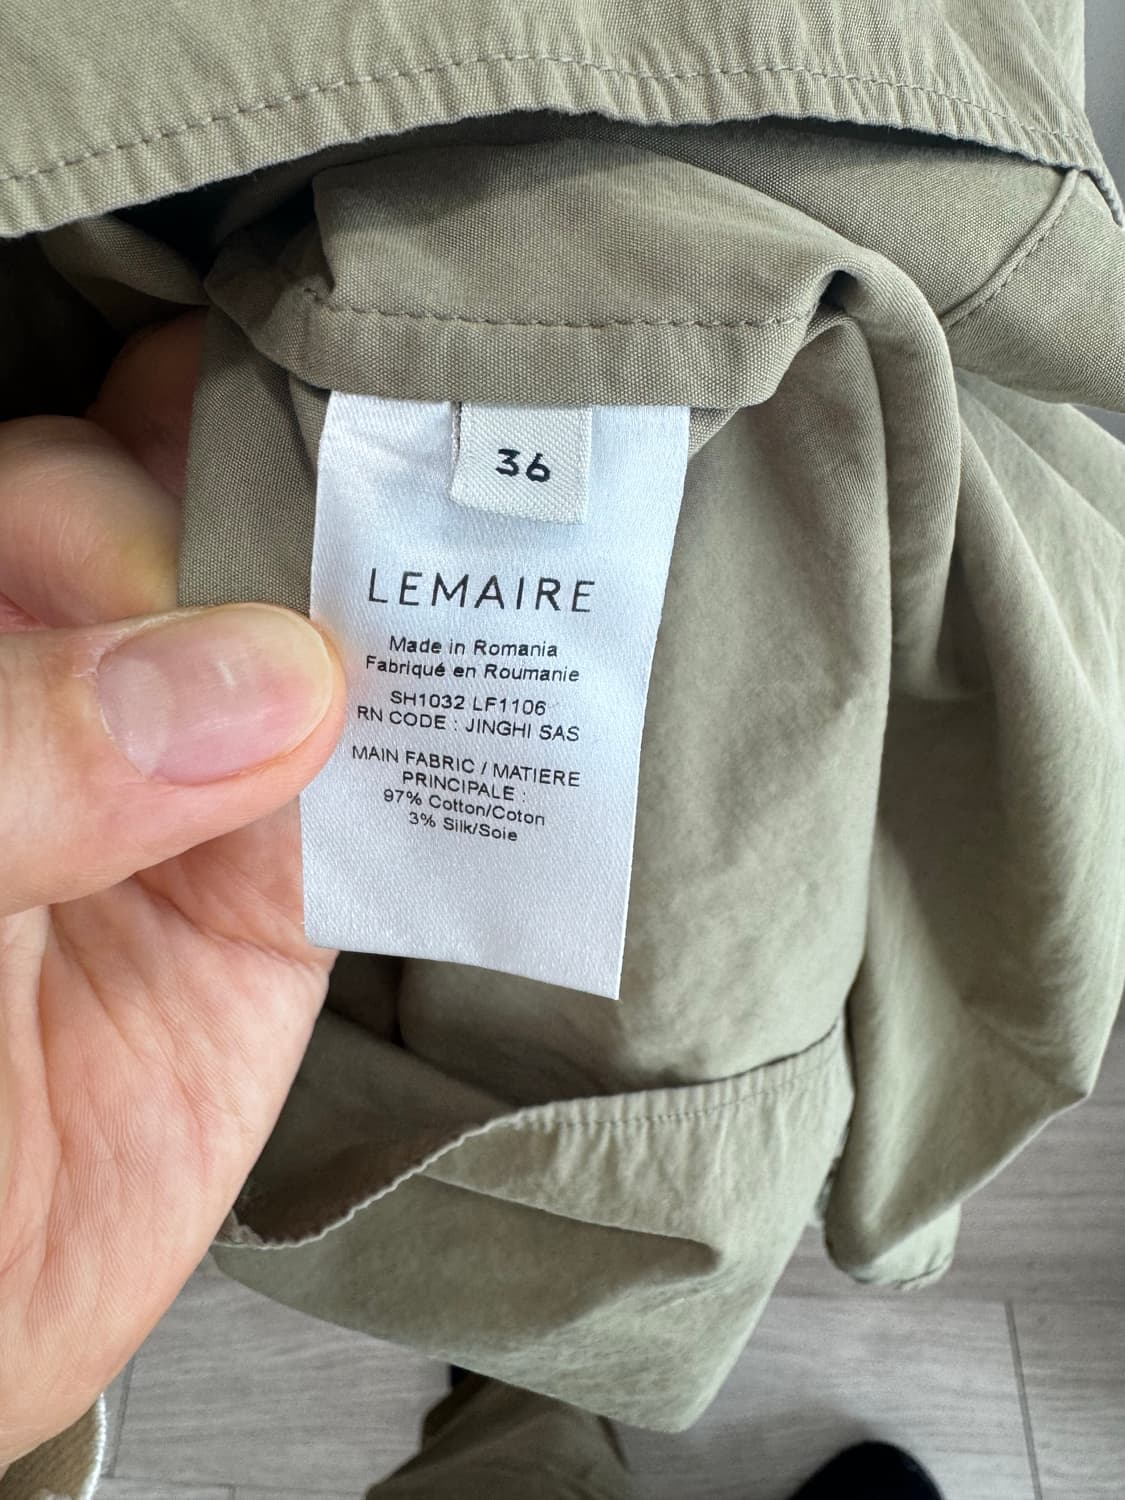 36
LEMAIRE
Made in Romania
Fabriqué en Roumanie
SH1032 LF1106
RN CODE : JINGHI SAS
MAIN FABRIC / MATIERE
PRINCIPALE :
97% Cotton/Coton
3% Silk/Soie